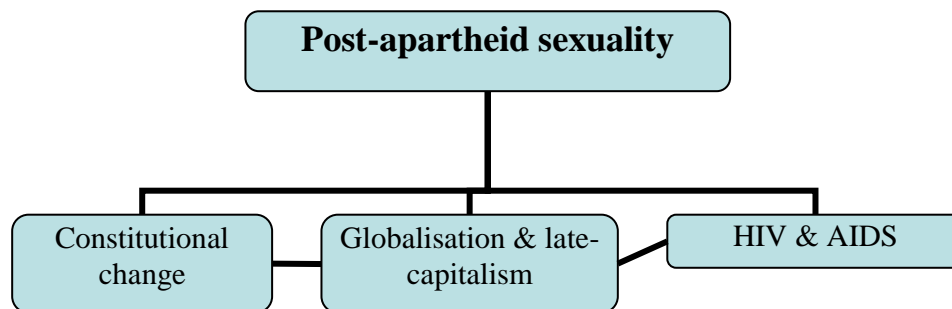 Post-apartheid sexuality
Constitutional
change
Globalisation & late-
capitalism
HIV & AIDS